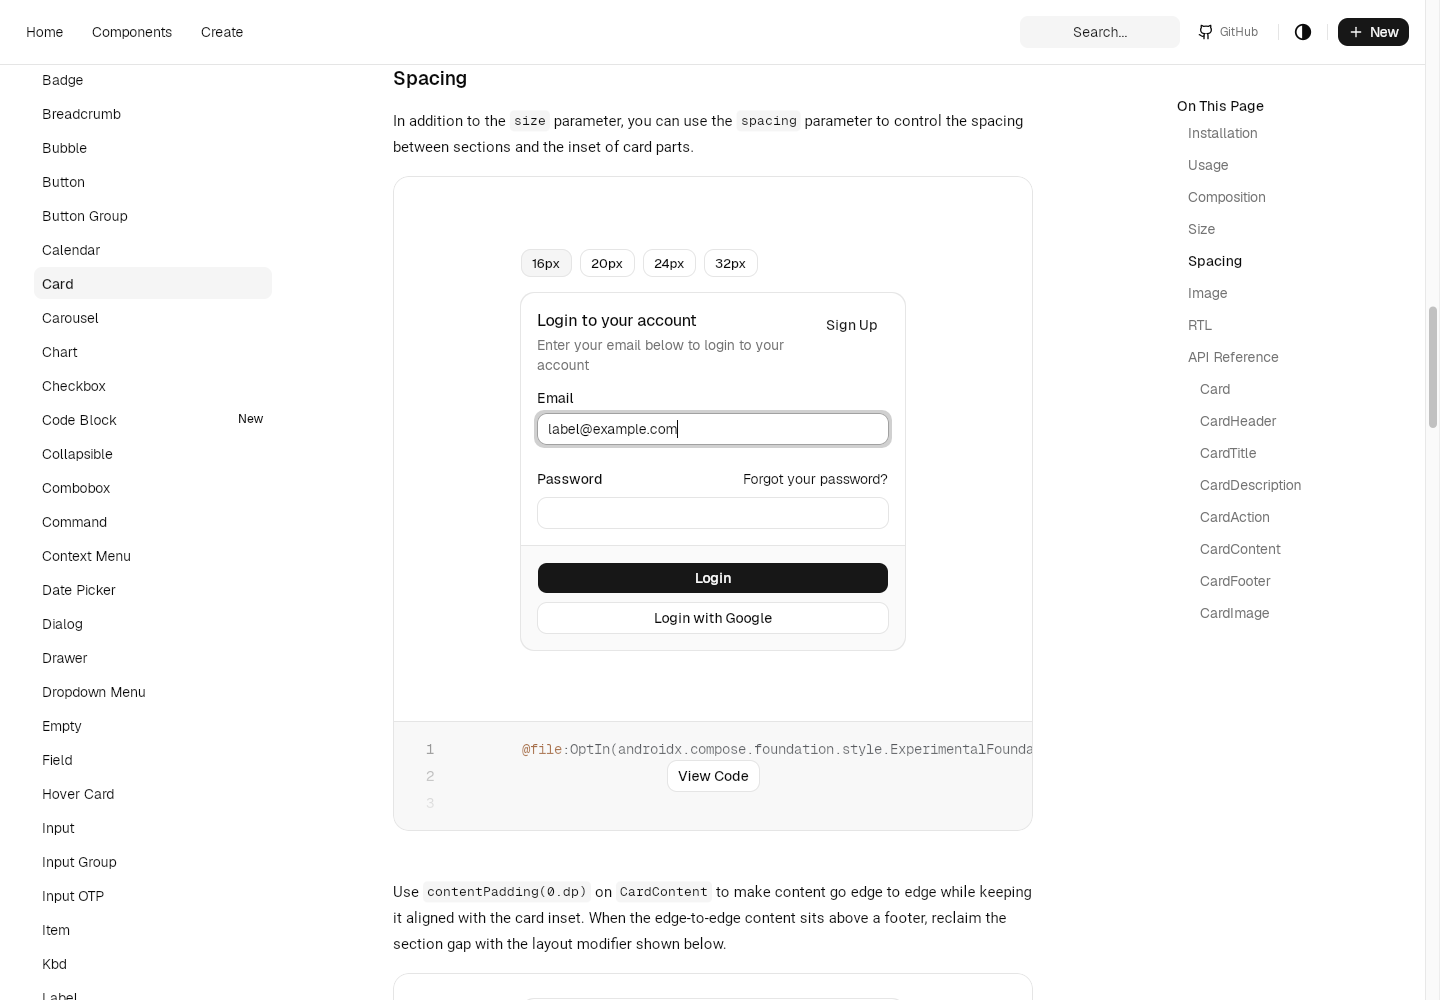 Home
Components
Create
Search...
GitHub
New
Badge
Breadcrumb
Bubble
Button
Button Group
Calendar
Card
Carousel
Chart
Checkbox
Code Block
New
Collapsible
Combobox
Command
Context Menu
Date Picker
Dialog
Drawer
Dropdown Menu
Empty
Field
Hover Card
Input
Input Group
Input OTP
Item
Kbd
Label
Spacing
In addition to the size parameter, you can use the spacing parameter to control the spacing
between sections and the inset of card parts.
16px
20px
24px
32px
Login to your account
Sign Up
Enter your email below to login to your
account
Email
label@example.com
Password
Forgot your password?
Login
Login with Google
1 @file:OptIn(androidx.compose.foundation.style.ExperimentalFounda
2
View Code
3
Use contentPadding(0.dp) on CardContent to make content go edge to edge while keeping
it aligned with the card inset. When the edge-to-edge content sits above a footer, reclaim the
section gap with the layout modifier shown below.
On This Page
Installation
Usage
Composition
Size
Spacing
Image
RTL
API Reference
Card
CardHeader
CardTitle
CardDescription
CardAction
CardContent
CardFooter
CardImage